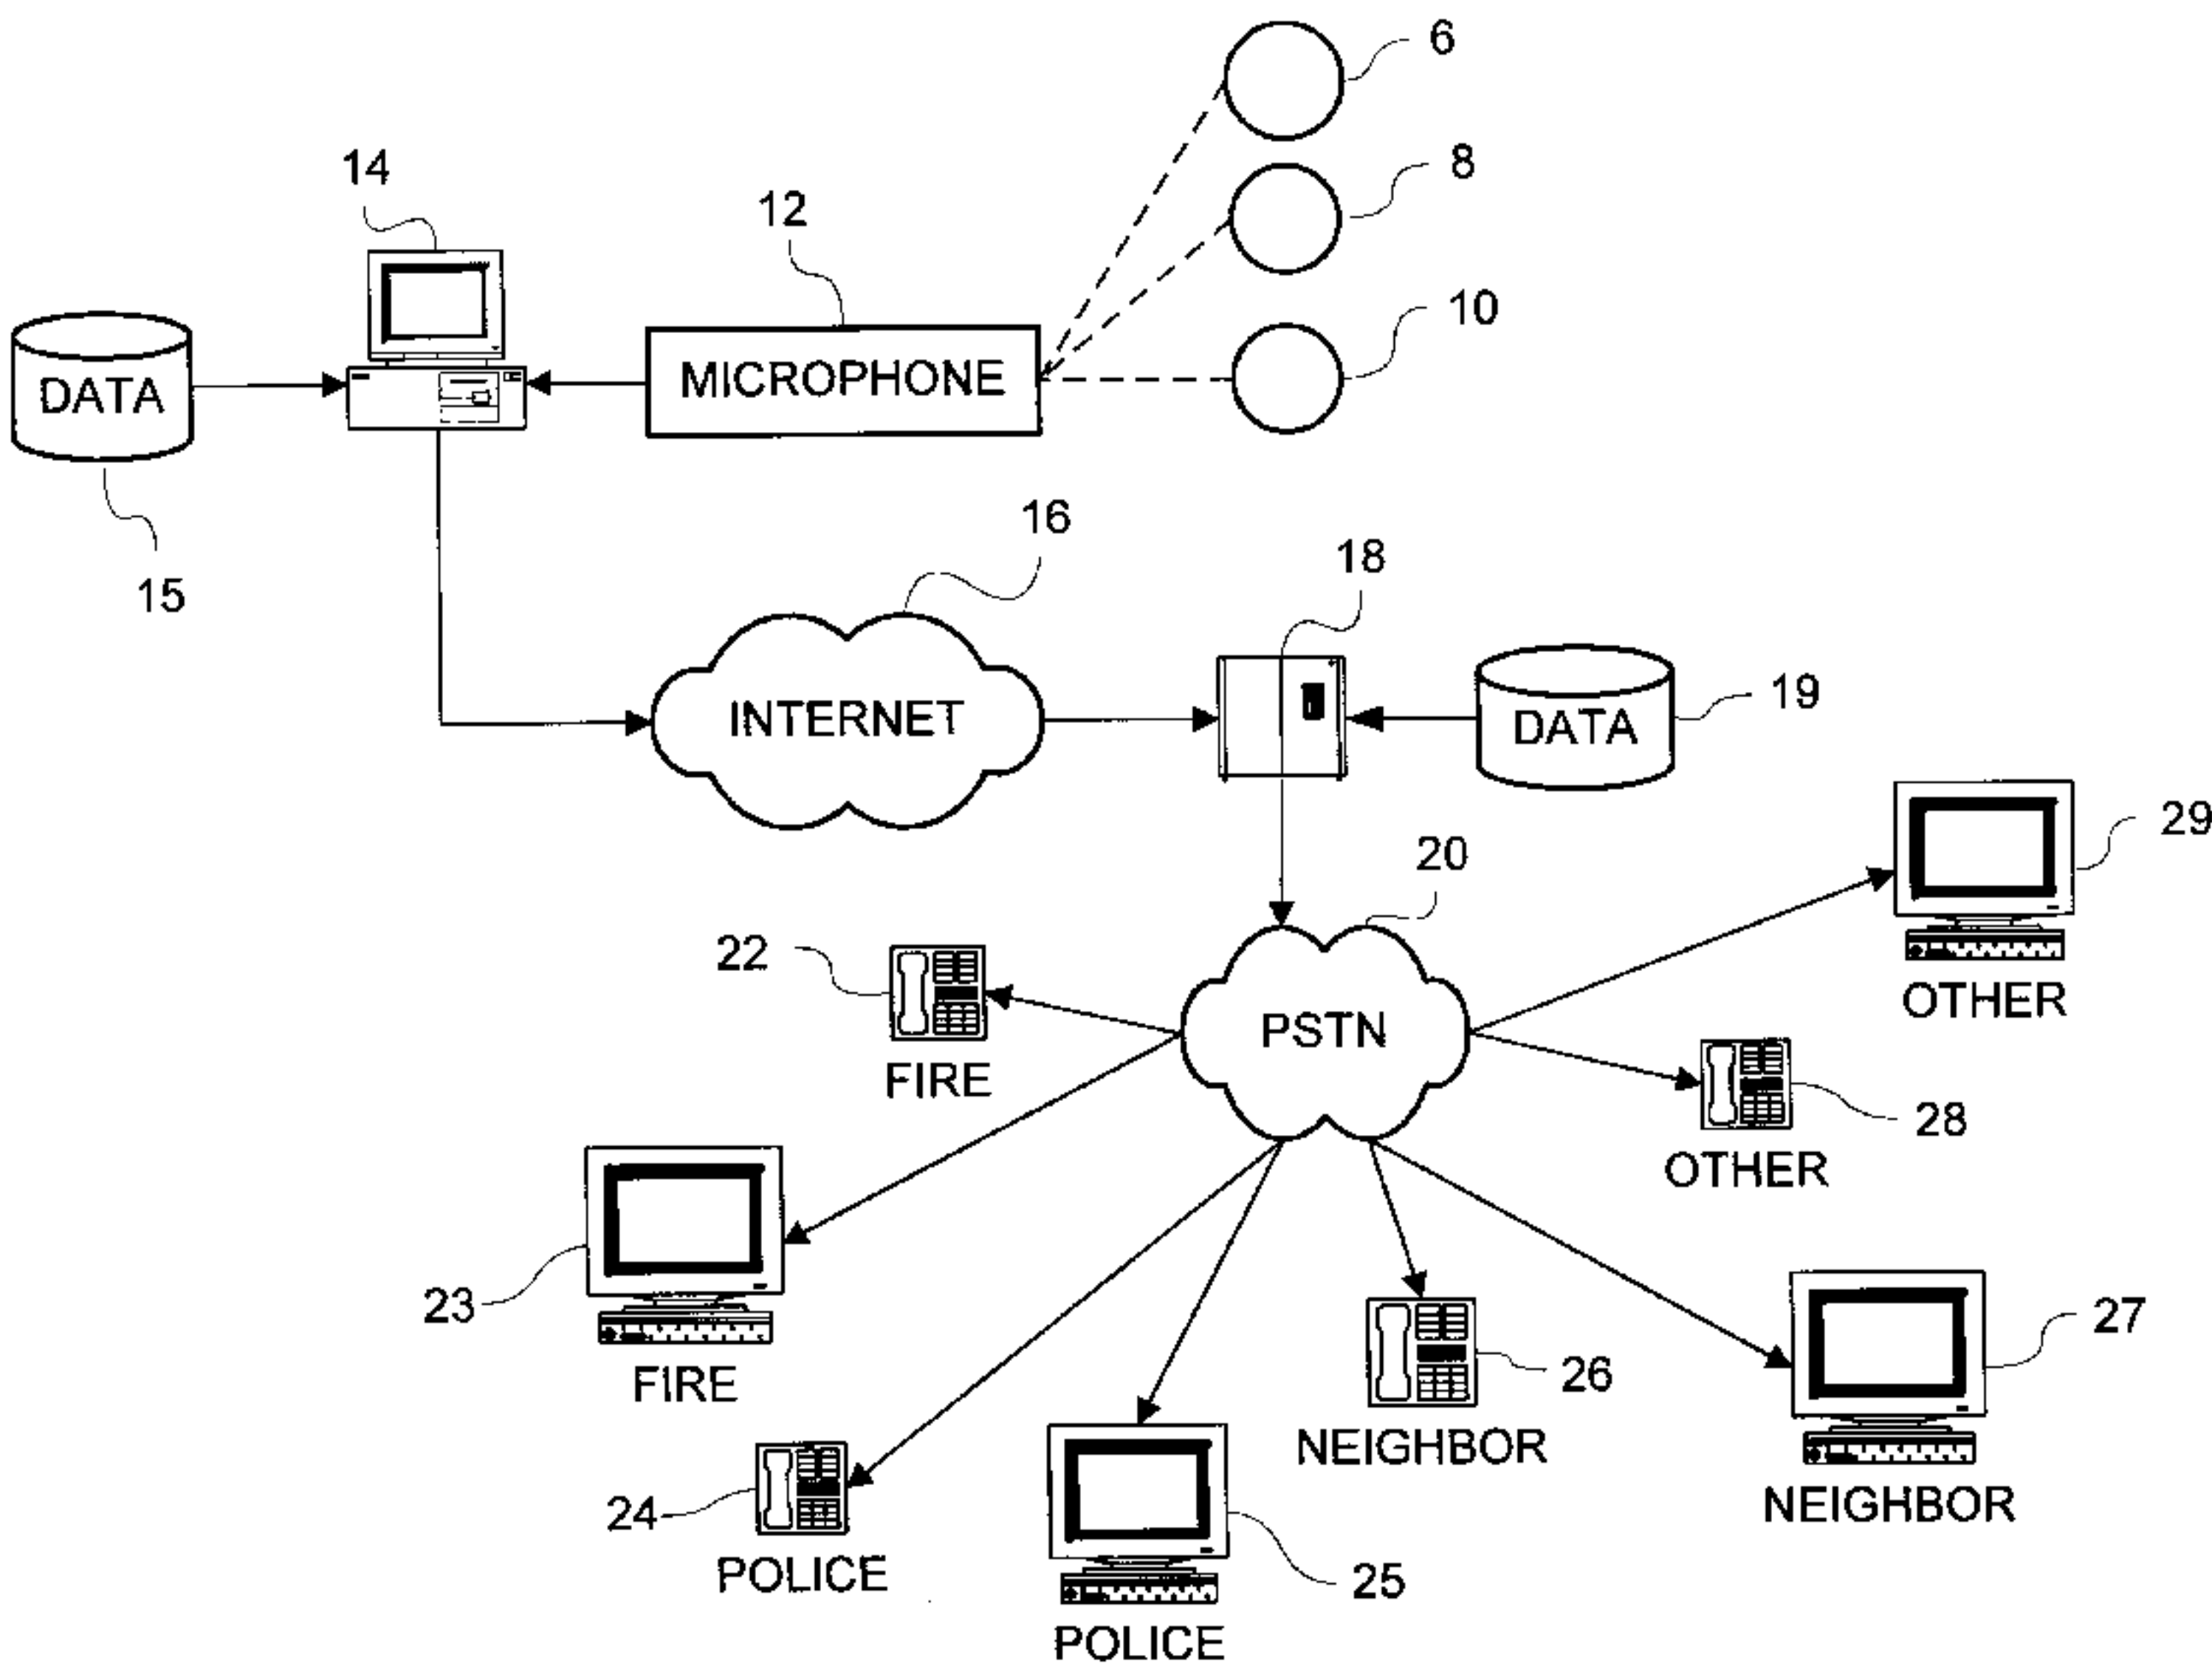 6
8
14
12
10
MICROPHONE
DATA
16
18
15
19
INTERNET
DATA
29
20
22
OTHER
PSTN
FIRE
28
OTHER
23
27
26
FIRE
NEIGHBOR
24
NEIGHBOR
POLICE
25
POLICE